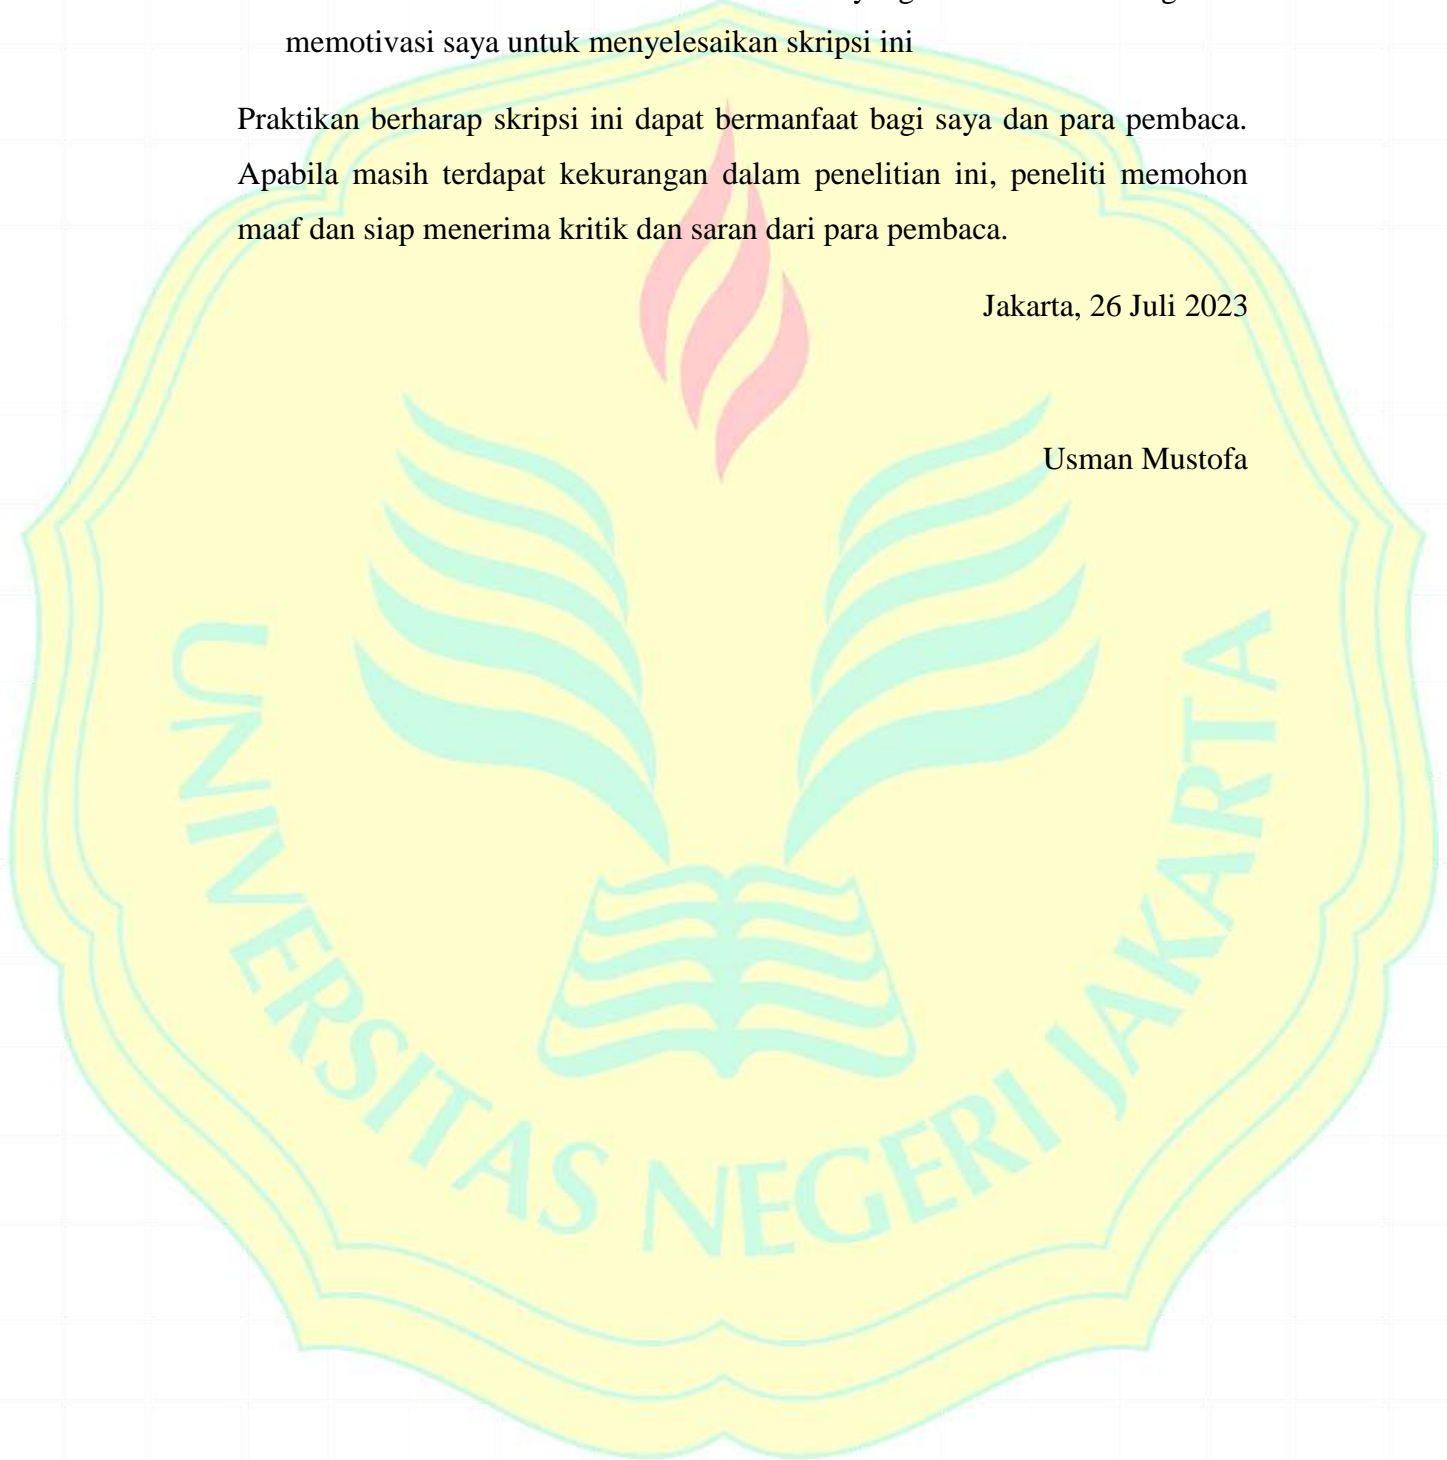 memotivasi saya untuk menyelesaikan skripsi ini
Praktikan berharap skripsi ini dapat bermanfaat bagi saya dan para pembaca.
Apabila masih terdapat kekurangan dalam penelitian ini, peneliti memohon
maaf dan siap menerima kritik dan saran dari para pembaca.
Jakarta, 26 Juli 2023
Usman Mustofa
UNIVERSITAS NEGERI JAKARTA